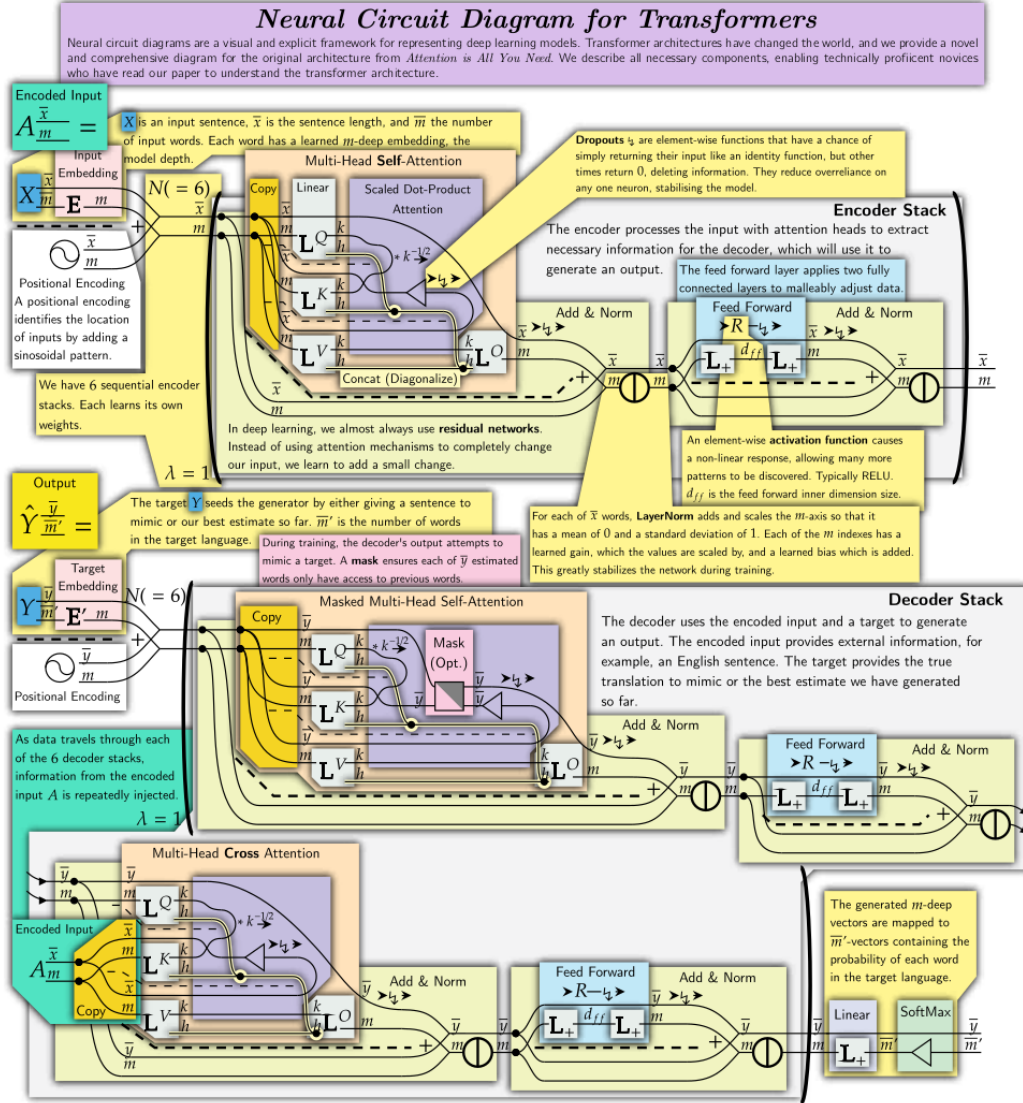 Neural Circuit Diagram for Transformers
Neural circuit diagrams are a visual and explicit framework for representing deep learning models. Transformer architectures have changed the world, and we provide a novel
and comprehensive diagram for the original architecture from Attention is All You Need. We describe all necessary components, enabling technically profiicent novices
who have read our paper to understand the transformer architecture.
Encoded Input
A x̅ m =
X is an input sentence, x̅ is the sentence length, and m̅ the number
of input words. Each word has a learned m-deep embedding, the
model depth.
Input
Embedding
X x̅ m̅ E m
+
x̅
m
Positional Encoding
A positional encoding
identifies the location
of inputs by adding a
sinosoidal pattern.
N(= 6)
We have 6 sequential encoder
stacks. Each learns its own
weights.
λ = 1
Multi-Head Self-Attention
Copy
Linear
Scaled Dot-Product
Attention
x̅ m
L^Q k h
* k^{-1/2}
L^K k h
L^V k h
L^O
Concat (Diagonalize)
Dropouts ↯ are element-wise functions that have a chance of
simply returning their input like an identity function, but other
times return 0, deleting information. They reduce overreliance on
any one neuron, stabilising the model.
Encoder Stack
The encoder processes the input with attention heads to extract
necessary information for the decoder, which will use it to
generate an output.
The feed forward layer applies two fully
connected layers to malleably adjust data.
Add & Norm
Feed Forward
R
L+ d_ff L+
Add & Norm
x̅
m
In deep learning, we almost always use residual networks.
Instead of using attention mechanisms to completely change
our input, we learn to add a small change.
An element-wise activation function causes
a non-linear response, allowing many more
patterns to be discovered. Typically RELU.
d_ff is the feed forward inner dimension size.
For each of x̅ words, LayerNorm adds and scales the m-axis so that it
has a mean of 0 and a standard deviation of 1. Each of the m indexes has a
learned gain, which the values are scaled by, and a learned bias which is added.
This greatly stabilizes the network during training.
Output
Ŷ y̅ m̅′ =
The target Y seeds the generator by either giving a sentence to
mimic or our best estimate so far. m̅′ is the number of words
in the target language.
During training, the decoder's output attempts to
mimic a target. A mask ensures each of y̅ estimated
words only have access to previous words.
Target
Embedding
Y y̅ m̅′ E′ m
+
y̅
m
Positional Encoding
N(= 6)
Masked Multi-Head Self-Attention
Copy
y̅ m
L^Q k h
* k^{-1/2}
Mask
(Opt.)
L^K k h
L^V k h
L^O
Decoder Stack
The decoder uses the encoded input and a target to generate
an output. The encoded input provides external information, for
example, an English sentence. The target provides the true
translation to mimic or the best estimate we have generated
so far.
Add & Norm
Feed Forward
R
L+ d_ff L+
Add & Norm
y̅
m
As data travels through each
of the 6 decoder stacks,
information from the encoded
input A is repeatedly injected.
λ = 1
Multi-Head Cross Attention
y̅
m
L^Q k h
* k^{-1/2}
Encoded Input
A x̅ m
Copy
L^K k h
L^V k h
L^O
Add & Norm
Feed Forward
R
L+ d_ff L+
Add & Norm
y̅
m
The generated m-deep
vectors are mapped to
m̅′-vectors containing the
probability of each word
in the target language.
Linear
SoftMax
L+ m̅′
y̅
m̅′